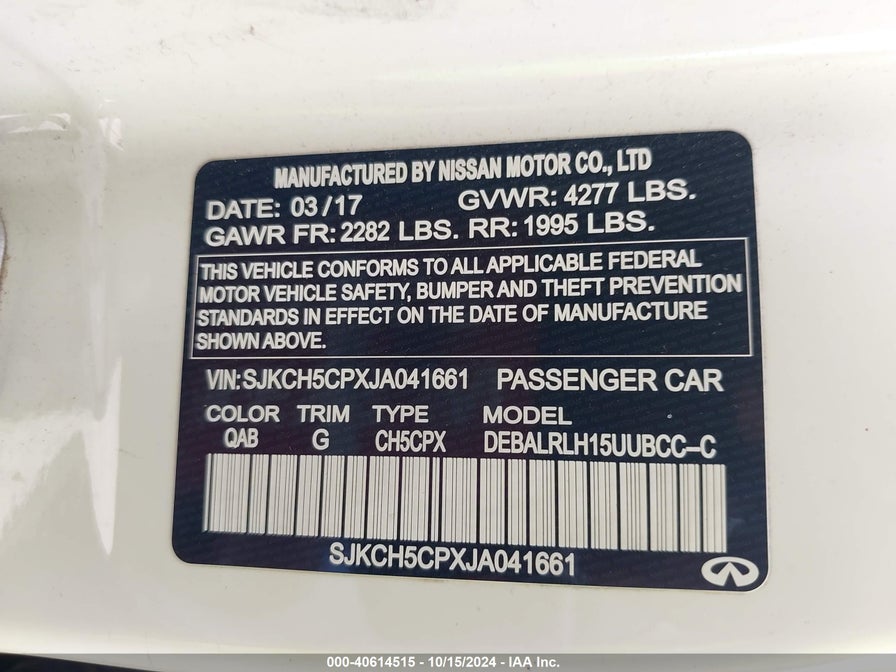 MANUFACTURED BY NISSAN MOTOR CO., LTD
DATE: 03/17 GVWR: 4277 LBS.
GAWR FR: 2282 LBS. RR: 1995 LBS.
THIS VEHICLE CONFORMS TO ALL APPLICABLE FEDERAL
MOTOR VEHICLE SAFETY, BUMPER AND THEFT PREVENTION
STANDARDS IN EFFECT ON THE DATE OF MANUFACTURE
SHOWN ABOVE.
VIN: SJKCH5CPXJA041661 PASSENGER CAR
COLOR TRIM TYPE MODEL
QAB G CH5CPX DEBALRLH15UUBCC-C
SJKCH5CPXJA041661
000-40614515 - 10/15/2024 - IAA Inc.